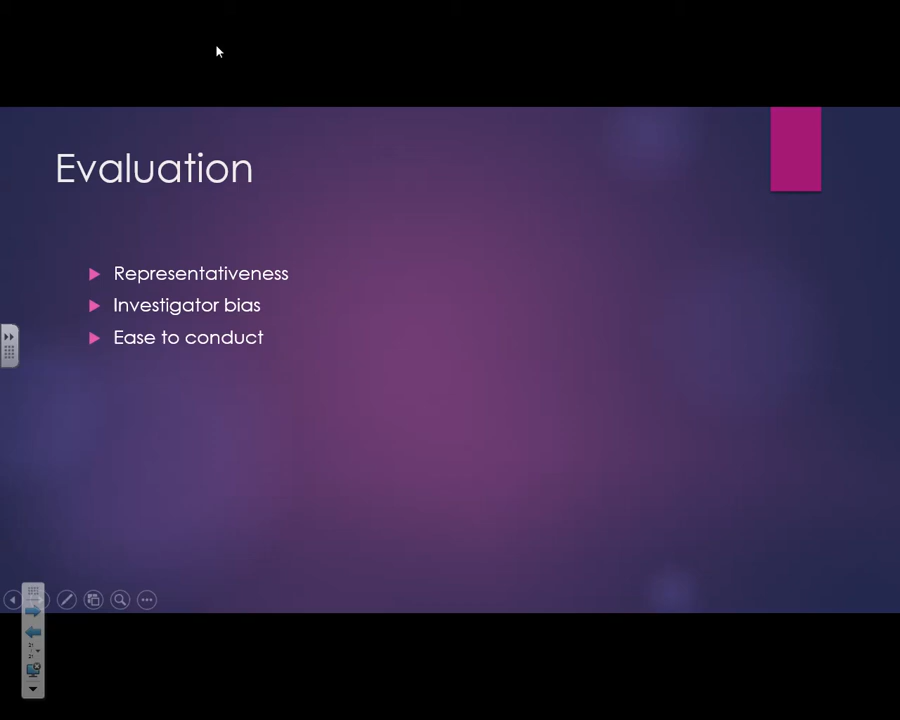 Evaluation
Representativeness
Investigator bias
Ease to conduct